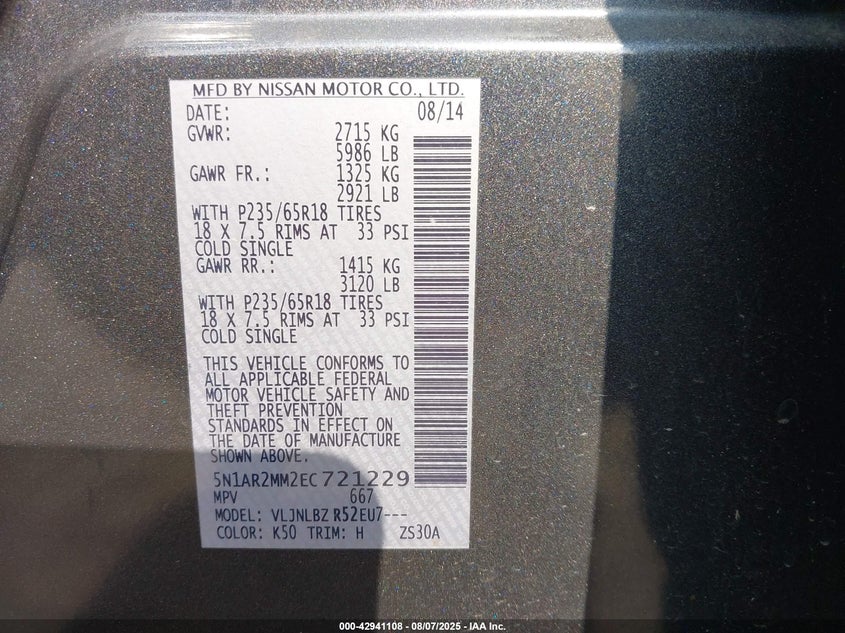 MFD BY NISSAN MOTOR CO., LTD.
DATE: 08/14
GVWR: 2715 KG
5986 LB
GAWR FR.: 1325 KG
2921 LB
WITH P235/65R18 TIRES
18 X 7.5 RIMS AT 33 PSI
COLD SINGLE
GAWR RR.: 1415 KG
3120 LB
WITH P235/65R18 TIRES
18 X 7.5 RIMS AT 33 PSI
COLD SINGLE
THIS VEHICLE CONFORMS TO
ALL APPLICABLE FEDERAL
MOTOR VEHICLE SAFETY AND
THEFT PREVENTION
STANDARDS IN EFFECT ON
THE DATE OF MANUFACTURE
SHOWN ABOVE.
5N1AR2MM2EC721229
MPV 667
MODEL: VLJNLBZ R52EU7---
COLOR: K50 TRIM: H ZS30A
000-42941108 - 08/07/2025 - IAA Inc.